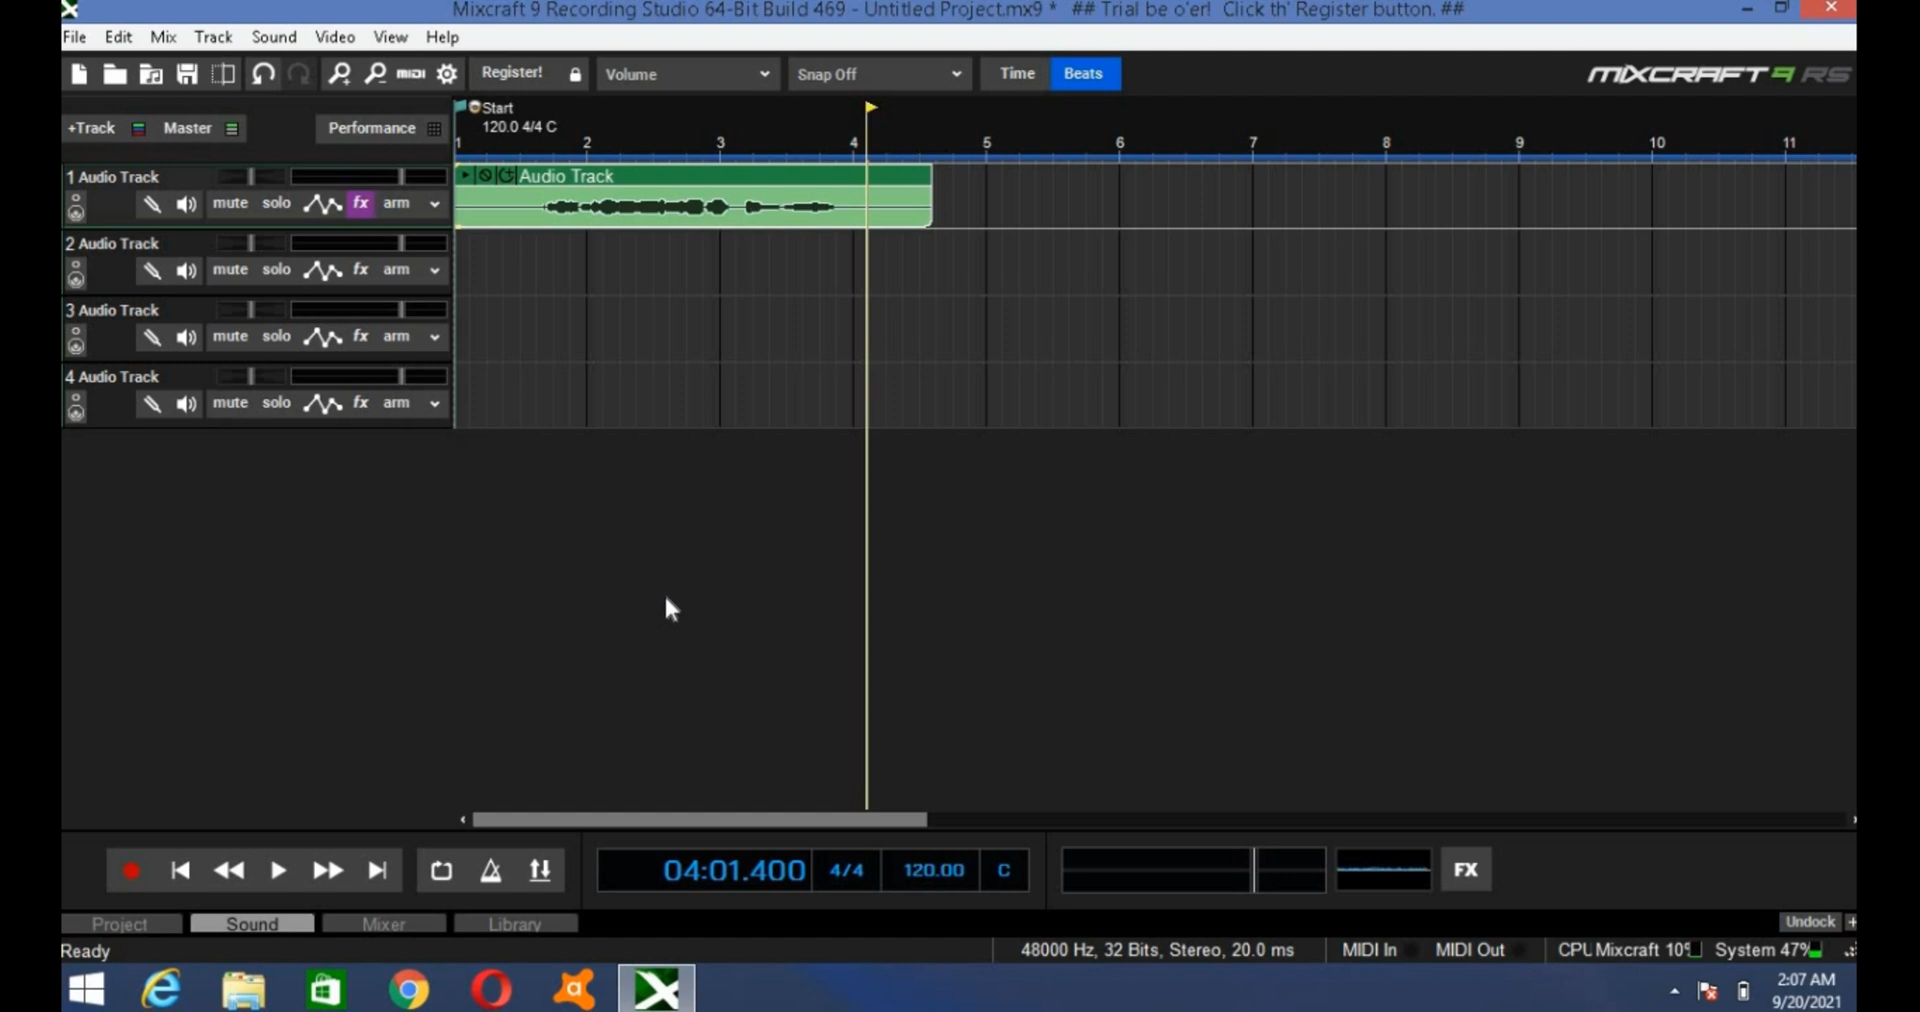 Mixcraft 9 Recording Studio 64-Bit Build 469 - Untitled Project.mx9 * ## Trial be o'er! Click th' Register button. ##
File Edit Mix Track Sound Video View Help
MIDI Register! Volume Snap Off Time Beats MIXCRAFT 9 RS
+Track Master Performance
Start
120.0 4/4 C
1 2 3 4 5 6 7 8 9 10 11
1 Audio Track
mute solo fx arm
Audio Track
2 Audio Track
mute solo fx arm
3 Audio Track
mute solo fx arm
4 Audio Track
mute solo fx arm
04:01.400 4/4 120.00 C FX
Project Sound Mixer Library Undock +
Ready 48000 Hz, 32 Bits, Stereo, 20.0 ms MIDI In MIDI Out CPU Mixcraft 10% System 47%
2:07 AM
9/20/2021